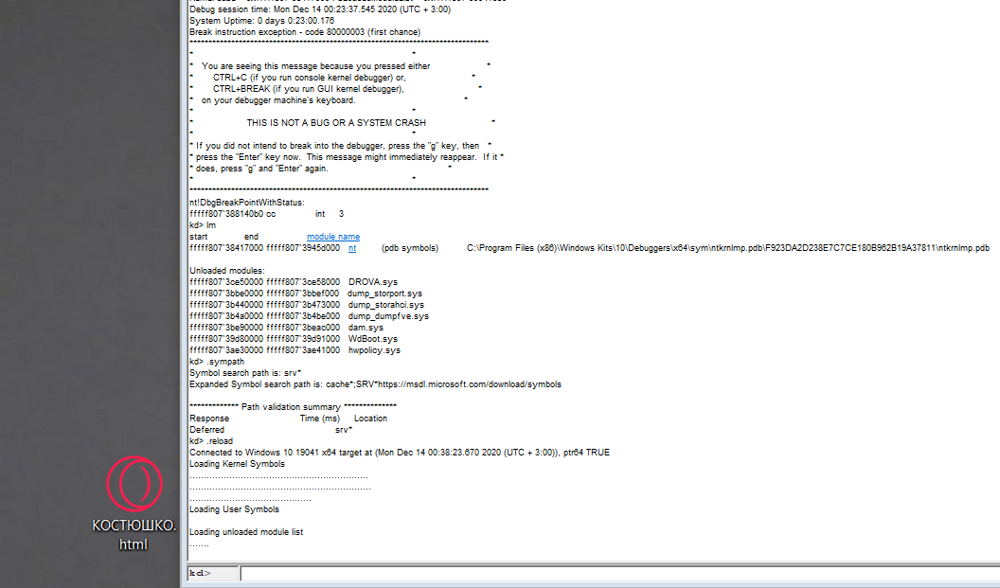 Debug session time: Mon Dec 14 00:23:37.545 2020 (UTC + 3:00)
System Uptime: 0 days 0:23:00.176
Break instruction exception - code 80000003 (first chance)
*******************************************************************************
* *
* You are seeing this message because you pressed either *
* CTRL+C (if you run console kernel debugger) or, *
* CTRL+BREAK (if you run GUI kernel debugger), *
* on your debugger machine's keyboard. *
* *
* THIS IS NOT A BUG OR A SYSTEM CRASH *
* *
* If you did not intend to break into the debugger, press the "g" key, then *
* press the "Enter" key now. This message might immediately reappear. If it *
* does, press "g" and "Enter" again. *
* *
*******************************************************************************
nt!DbgBreakPointWithStatus:
fffff807`388140b0 cc int 3
kd> lm
start end module name
fffff807`38417000 fffff807`3945d000 nt (pdb symbols) C:\Program Files (x86)\Windows Kits\10\Debuggers\x64\sym\ntkrnlmp.pdb\F923DA2D238E7C7CE180B962B19A37811\ntkrnlmp.pdb

Unloaded modules:
fffff807`3ce50000 fffff807`3ce58000 DROVA.sys
fffff807`3bbe0000 fffff807`3bbef000 dump_storport.sys
fffff807`3b440000 fffff807`3b473000 dump_storahci.sys
fffff807`3b4a0000 fffff807`3b4be000 dump_dumpfve.sys
fffff807`3be90000 fffff807`3beac000 dam.sys
fffff807`39d80000 fffff807`39d91000 WdBoot.sys
fffff807`3ae30000 fffff807`3ae41000 hwpolicy.sys
kd> .sympath
Symbol search path is: srv*
Expanded Symbol search path is: cache*;SRV*https://msdl.microsoft.com/download/symbols

************* Path validation summary **************
Response Time (ms) Location
Deferred srv*
kd> .reload
Connected to Windows 10 19041 x64 target at (Mon Dec 14 00:38:23.670 2020 (UTC + 3:00)), ptr64 TRUE
Loading Kernel Symbols
...............................................................
................................................................
...........................................
Loading User Symbols

Loading unloaded module list
.......
kd>
КОСТЮШКО.
html